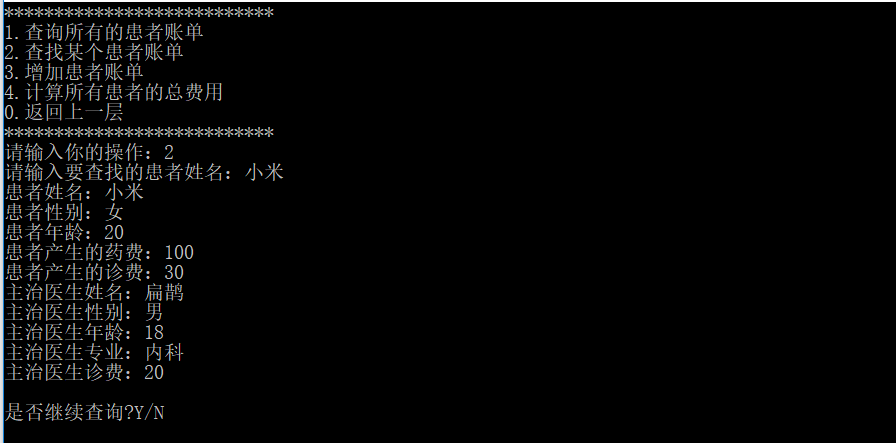 ***************************
1.查询所有的患者账单
2.查找某个患者账单
3.增加患者账单
4.计算所有患者的总费用
0.返回上一层
***************************
请输入你的操作：2
请输入要查找的患者姓名：小米
患者姓名：小米
患者性别：女
患者年龄：20
患者产生的药费：100
患者产生的诊费：30
主治医生姓名：扁鹊
主治医生性别：男
主治医生年龄：18
主治医生专业：内科
主治医生诊费：20
是否继续查询?Y/N